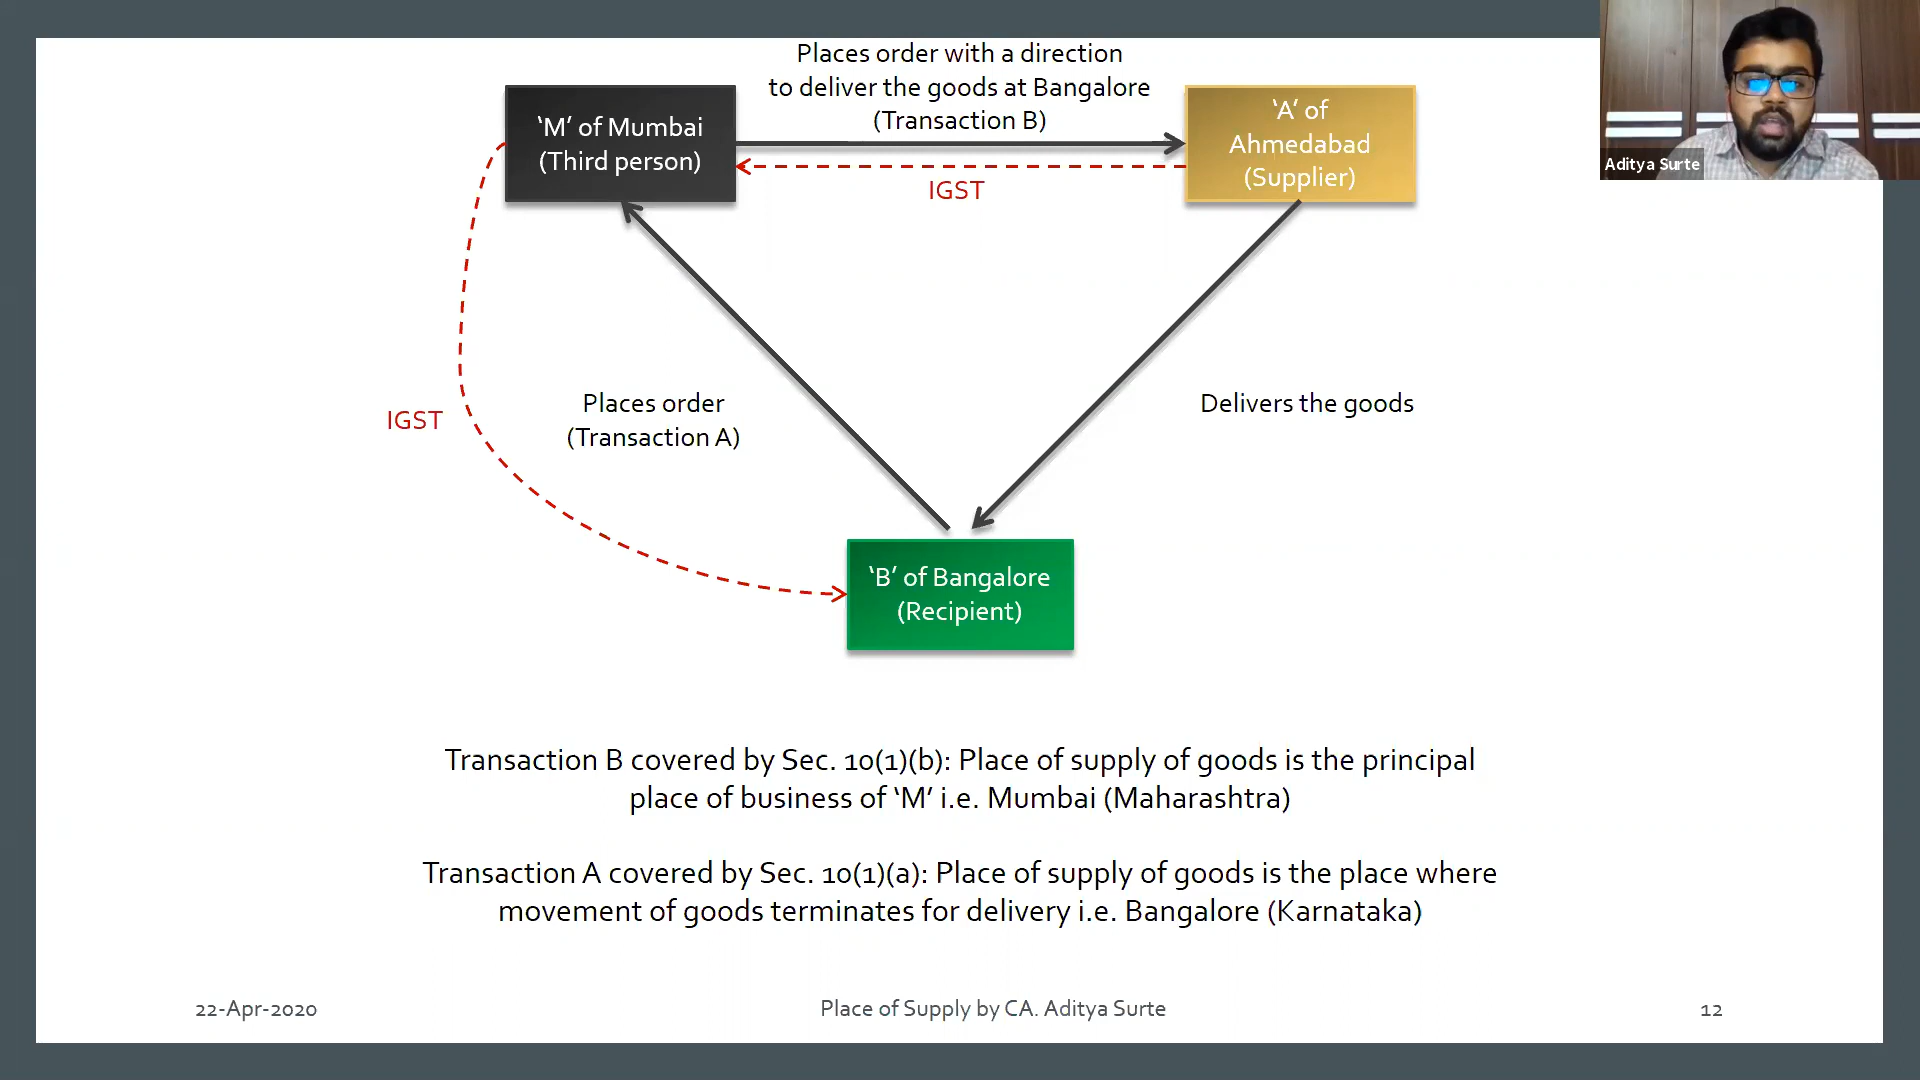 Places order with a direction
to deliver the goods at Bangalore
(Transaction B)
‘M’ of Mumbai
(Third person)
‘A’ of
Ahmedabad
(Supplier)
Aditya Surte
IGST
Places order
(Transaction A)
IGST
Delivers the goods
‘B’ of Bangalore
(Recipient)
Transaction B covered by Sec. 10(1)(b): Place of supply of goods is the principal
place of business of ‘M’ i.e. Mumbai (Maharashtra)
Transaction A covered by Sec. 10(1)(a): Place of supply of goods is the place where
movement of goods terminates for delivery i.e. Bangalore (Karnataka)
22-Apr-2020
Place of Supply by CA. Aditya Surte
12